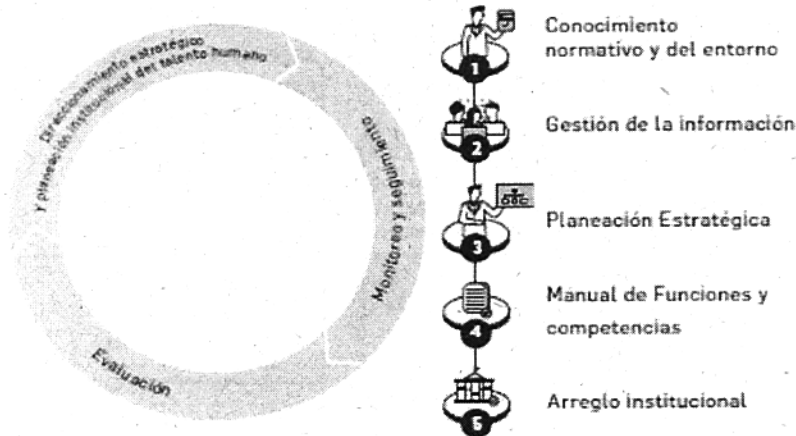 Direccionamiento estratégico
Y planeación institucional del talento humano
Monitoreo y seguimiento
Evaluación
1
Conocimiento
normativo y del entorno
2
Gestión de la información
3
Planeación Estratégica
4
Manual de Funciones y
competencias
5
Arreglo institucional